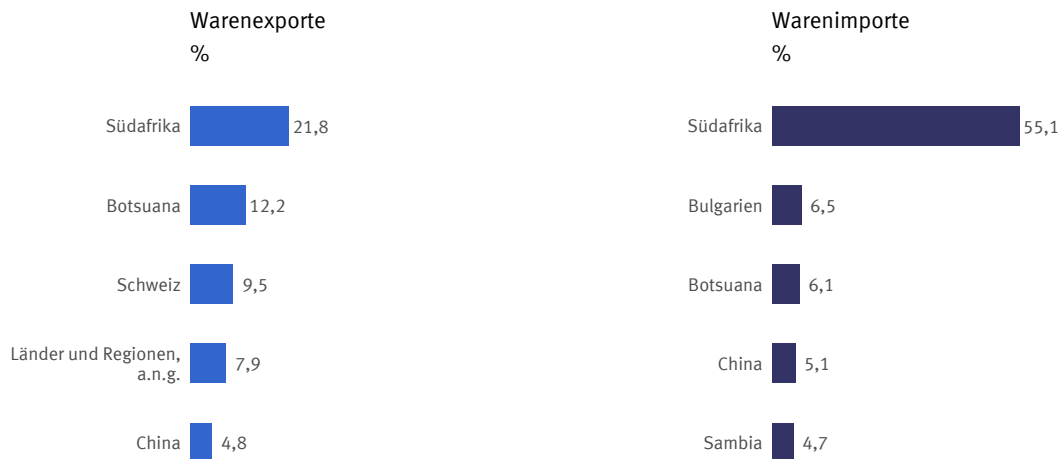 Warenexporte
%
Südafrika 21,8
Botsuana 12,2
Schweiz 9,5
Länder und Regionen,
a.n.g. 7,9
China 4,8
Warenimporte
%
Südafrika 55,1
Bulgarien 6,5
Botsuana 6,1
China 5,1
Sambia 4,7